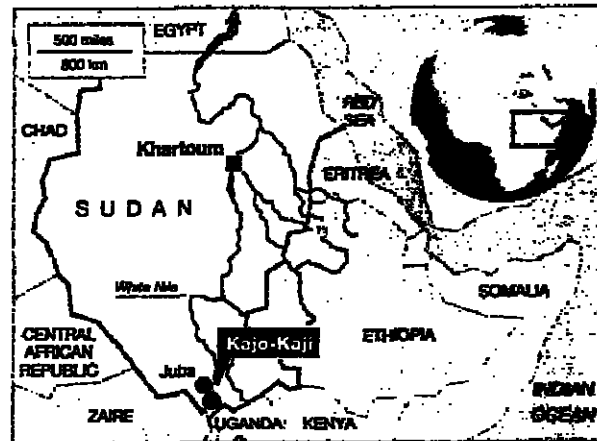 500 miles
800 km
EGYPT
CHAD
RED
SEA
Khartoum
ERITREA
SUDAN
White Nile
SOMALIA
CENTRAL
AFRICAN
REPUBLIC
Kajo-Kaji
ETHIOPIA
Juba
INDIAN
OCEAN
ZAIRE
UGANDA
KENYA